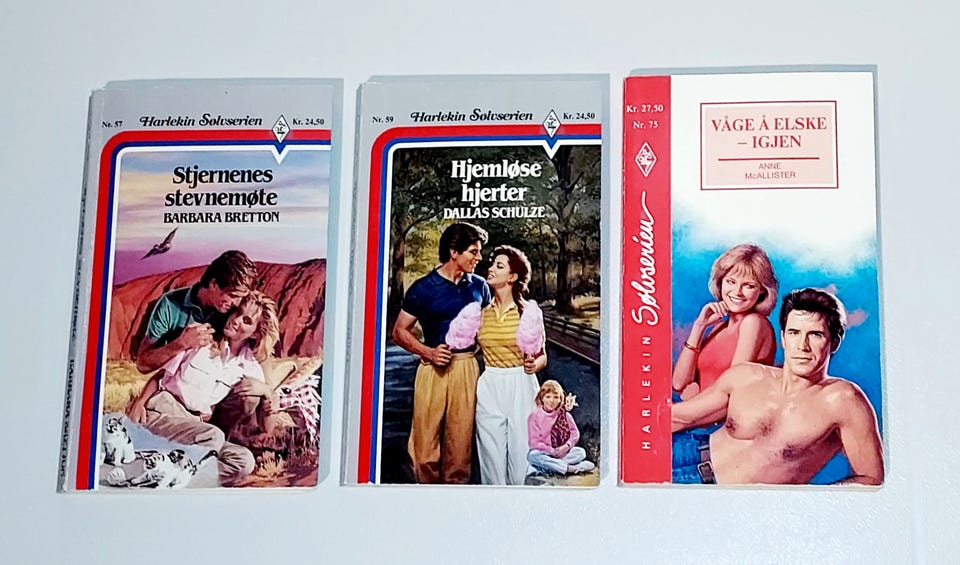 Nr. 57
Harlekin Sølvserien
Kr. 24,50
Stjernenes
stevnemøte
BARBARA BRETTON
Nr. 59
Harlekin Sølvserien
Kr. 24,50
Hjemløse
hjerter
DALLAS SCHULZE
Kr. 27,50
Nr. 75
HARLEKIN Sølvserien
VÅGE Å ELSKE
– IGJEN
ANNE
McALLISTER